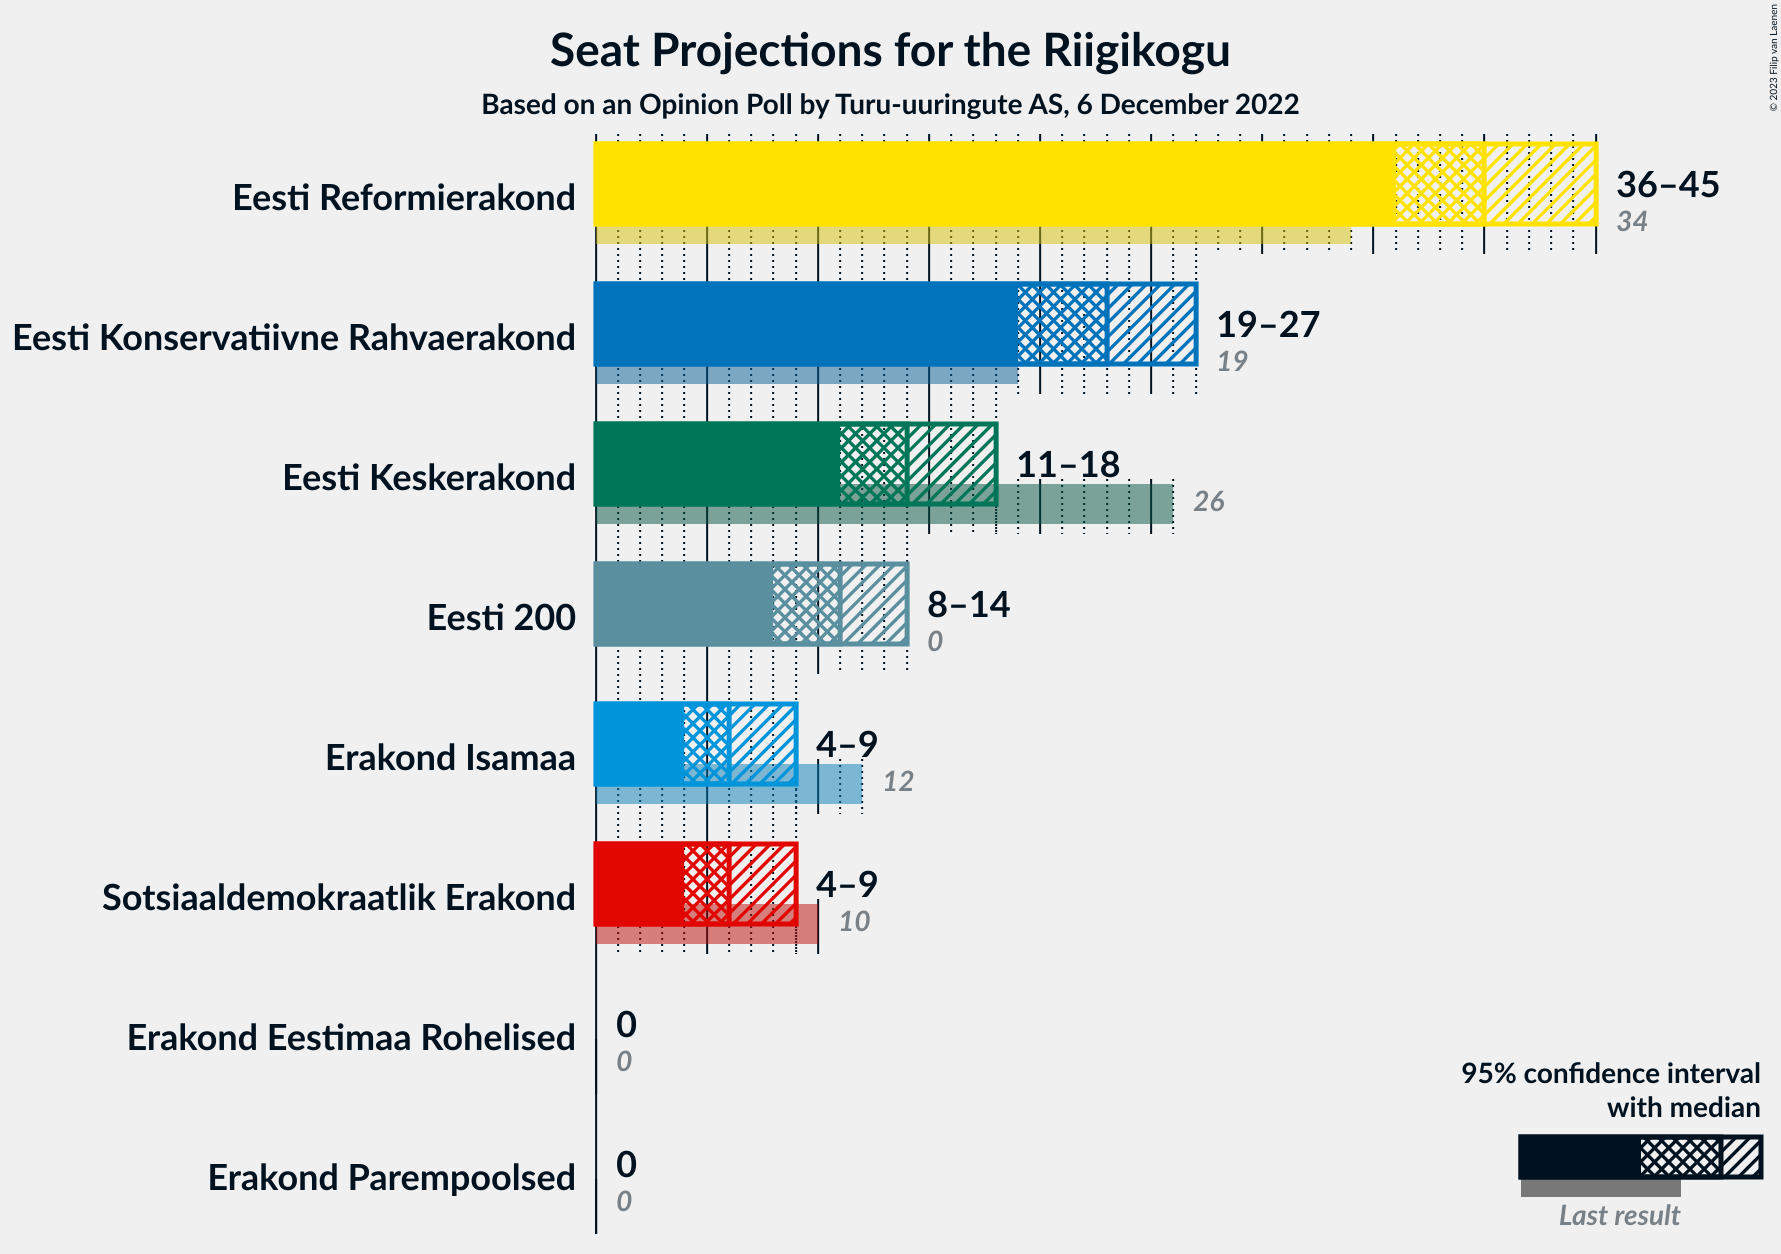 Seat Projections for the Riigikogu
Based on an Opinion Poll by Turu-uuringute AS, 6 December 2022
© 2023 Filip van Laenen
Eesti Reformierakond
36–45
34
Eesti Konservatiivne Rahvaerakond
19–27
19
Eesti Keskerakond
11–18
26
Eesti 200
8–14
0
Erakond Isamaa
4–9
12
Sotsiaaldemokraatlik Erakond
4–9
10
Erakond Eestimaa Rohelised
0
0
Erakond Parempoolsed
0
0
95% confidence interval
with median
Last result